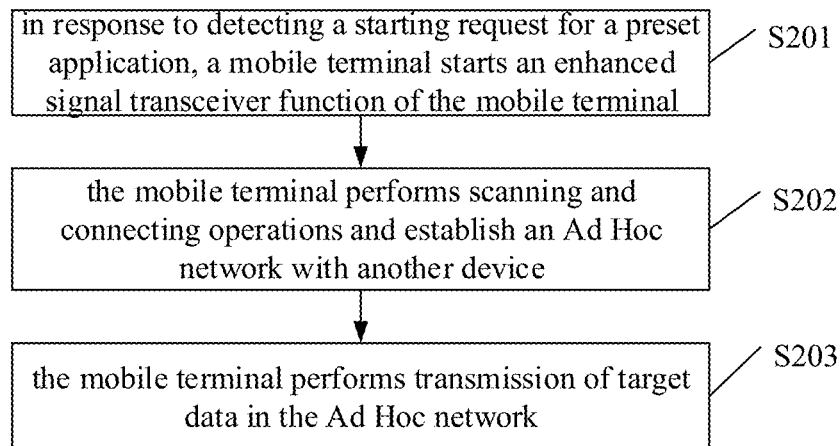 in response to detecting a starting request for a preset
application, a mobile terminal starts an enhanced
signal transceiver function of the mobile terminal
S201
the mobile terminal performs scanning and
connecting operations and establish an Ad Hoc
network with another device
S202
the mobile terminal performs transmission of target
data in the Ad Hoc network
S203